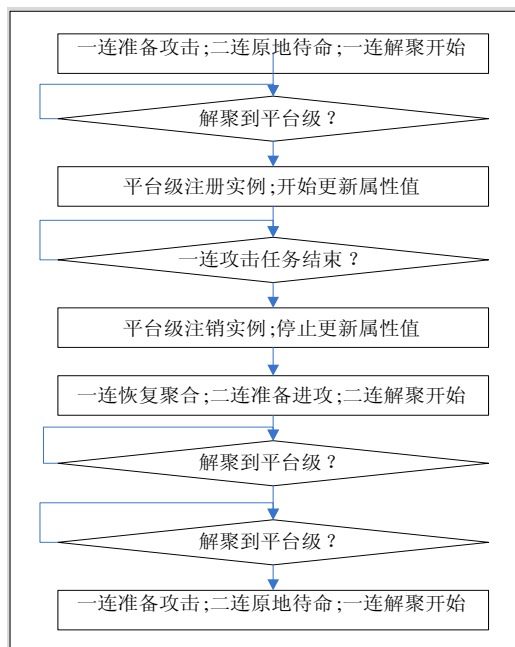 一连准备攻击;二连原地待命;一连解聚开始
解聚到平台级?
平台级注册实例;开始更新属性值
一连攻击任务结束?
平台级注销实例;停止更新属性值
一连恢复聚合;二连准备进攻;二连解聚开始
解聚到平台级?
解聚到平台级?
一连准备攻击;二连原地待命;一连解聚开始